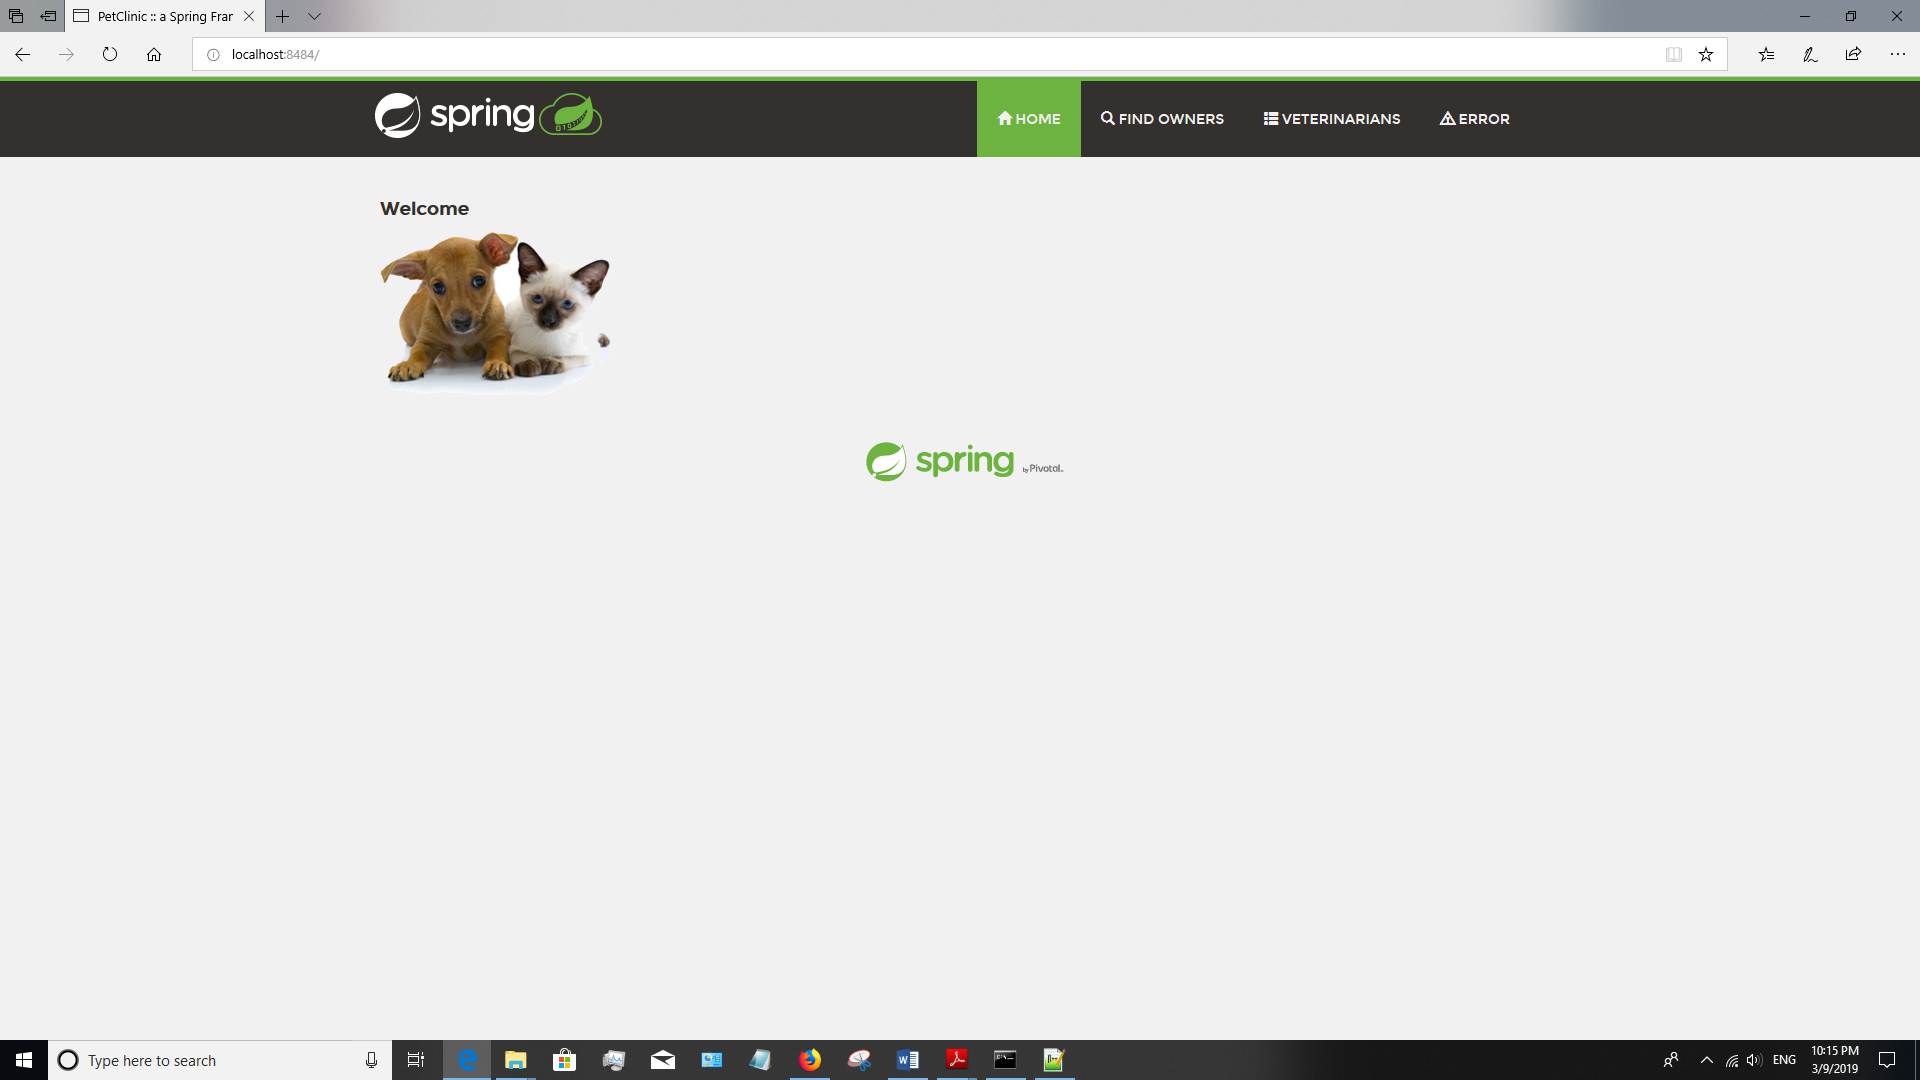 PetClinic :: a Spring Fra
localhost:8484/
spring
HOME
FIND OWNERS
VETERINARIANS
ERROR
Welcome
spring by Pivotal
Type here to search
ENG
10:15 PM
3/9/2019